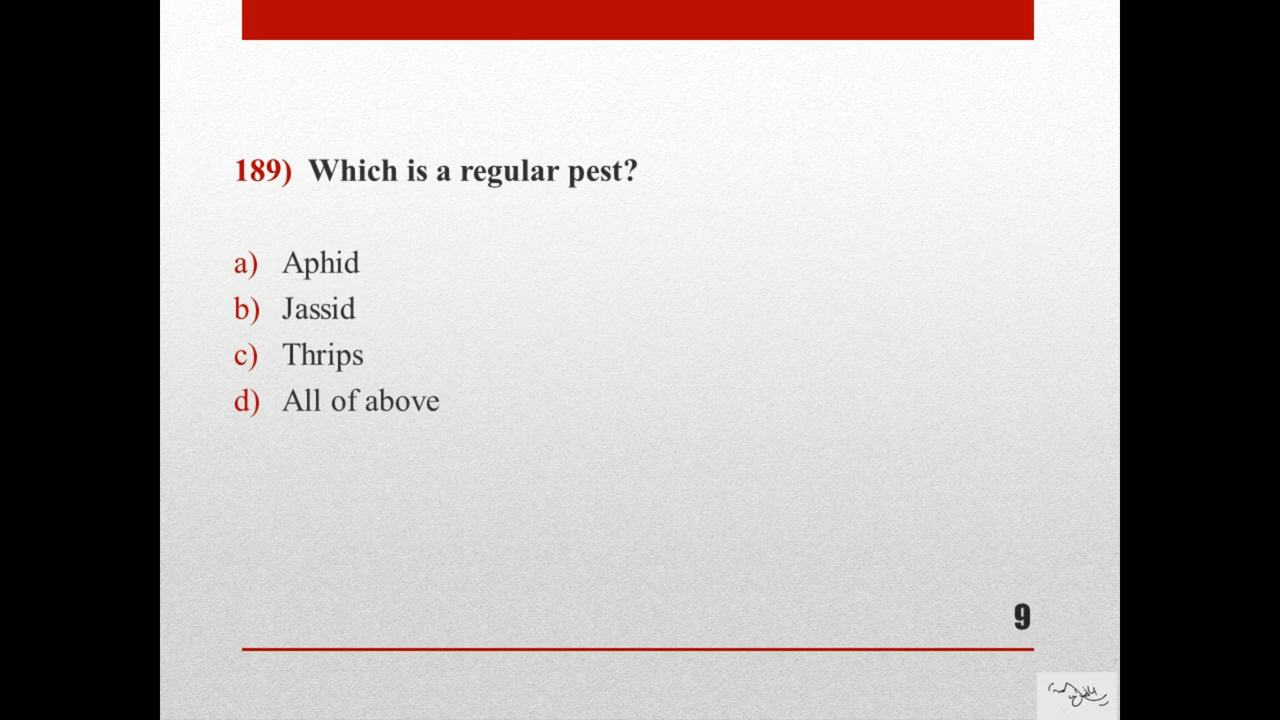 189) Which is a regular pest?
a) Aphid
b) Jassid
c) Thrips
d) All of above
9